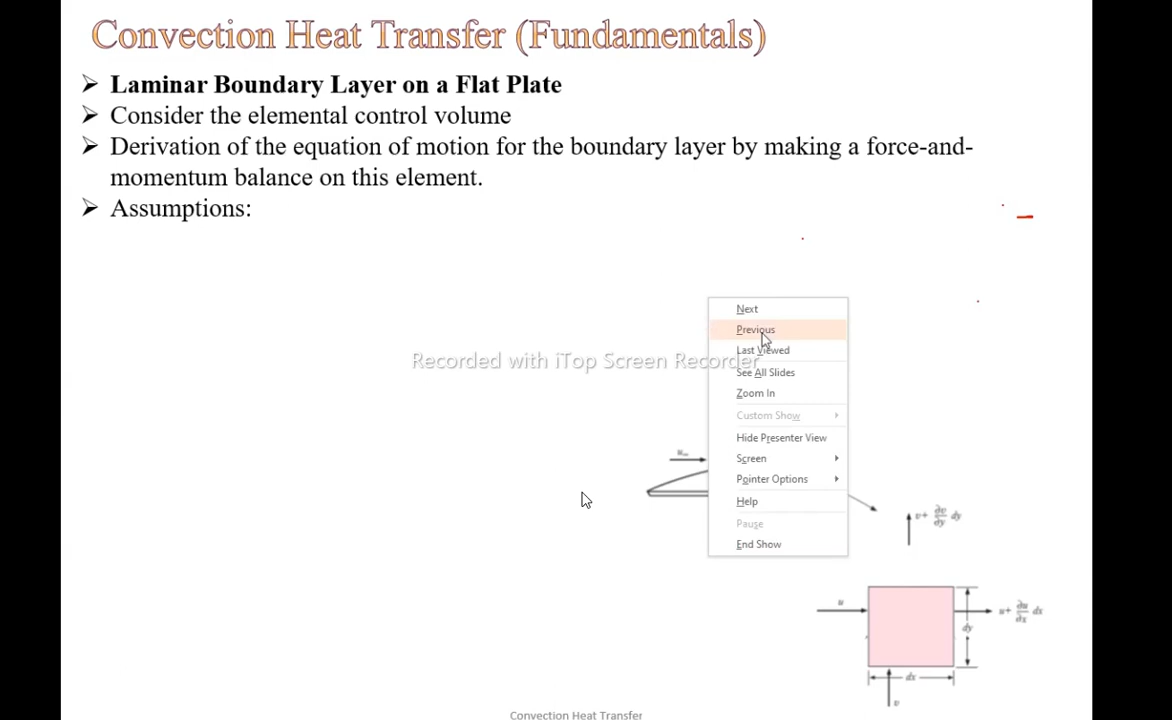 Convection Heat Transfer (Fundamentals)
➢ Laminar Boundary Layer on a Flat Plate
➢ Consider the elemental control volume
➢ Derivation of the equation of motion for the boundary layer by making a force-and-
momentum balance on this element.
➢ Assumptions:
Next
Previous
Last Viewed
Recorded with iTop Screen Recorder
See All Slides
Zoom In
Custom Show
Hide Presenter View
Screen
Pointer Options
Help
Pause
End Show
u∞
v+ ∂v/∂y dy
u
u+ ∂u/∂x dx
dy
dx
v
Convection Heat Transfer